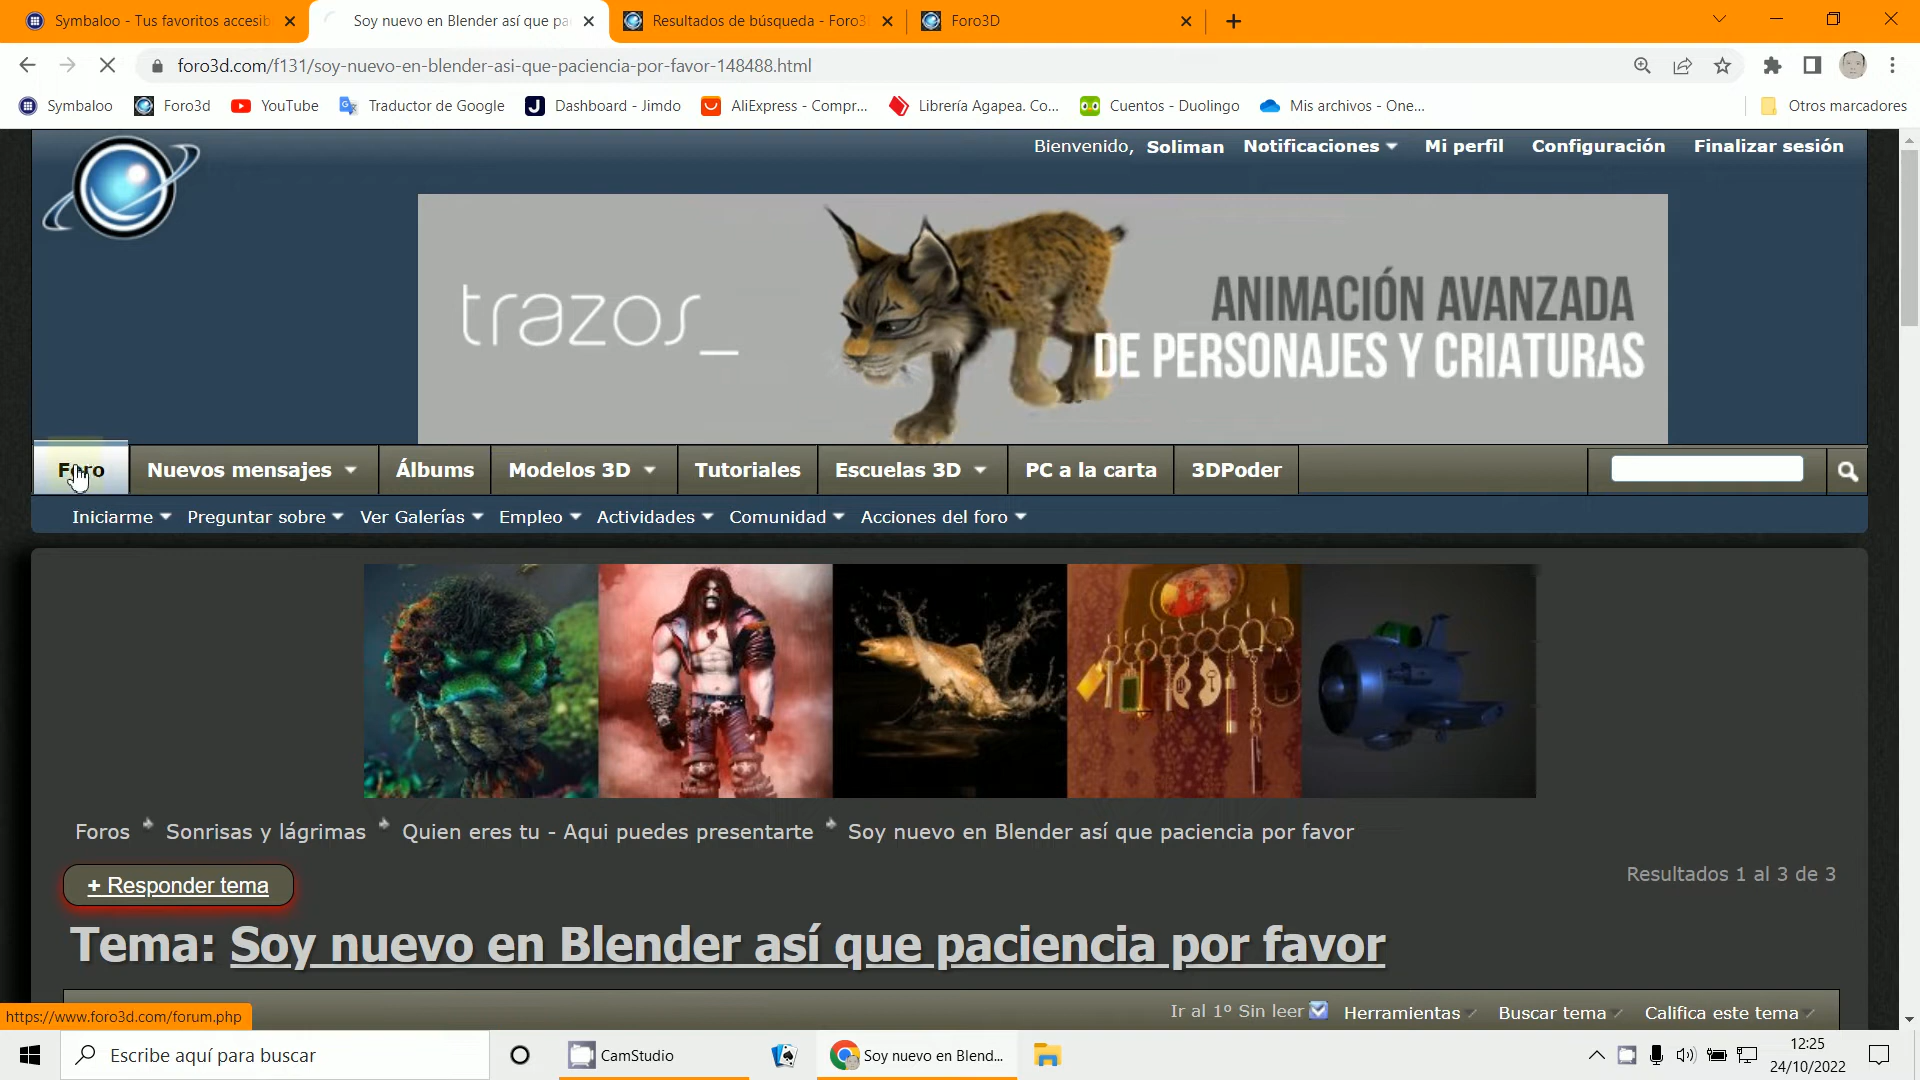 Symbaloo - Tus favoritos accesib
Soy nuevo en Blender así que pa
Resultados de búsqueda - Foro3
Foro3D
foro3d.com/f131/soy-nuevo-en-blender-asi-que-paciencia-por-favor-148488.html
Symbaloo
Foro3d
YouTube
Traductor de Google
Dashboard - Jimdo
AliExpress - Compr...
Librería Agapea. Co...
Cuentos - Duolingo
Mis archivos - One...
Otros marcadores
Bienvenido, Soliman
Notificaciones
Mi perfil
Configuración
Finalizar sesión
trazos_
ANIMACIÓN AVANZADA
DE PERSONAJES Y CRIATURAS
Foro
Nuevos mensajes
Álbums
Modelos 3D
Tutoriales
Escuelas 3D
PC a la carta
3DPoder
Iniciarme
Preguntar sobre
Ver Galerías
Empleo
Actividades
Comunidad
Acciones del foro
Foros
Sonrisas y lágrimas
Quien eres tu - Aqui puedes presentarte
Soy nuevo en Blender así que paciencia por favor
+ Responder tema
Resultados 1 al 3 de 3
Tema: Soy nuevo en Blender así que paciencia por favor
Ir al 1º Sin leer
Herramientas
Buscar tema
Califica este tema
https://www.foro3d.com/forum.php
Escribe aquí para buscar
CamStudio
Soy nuevo en Blend...
12:25
24/10/2022